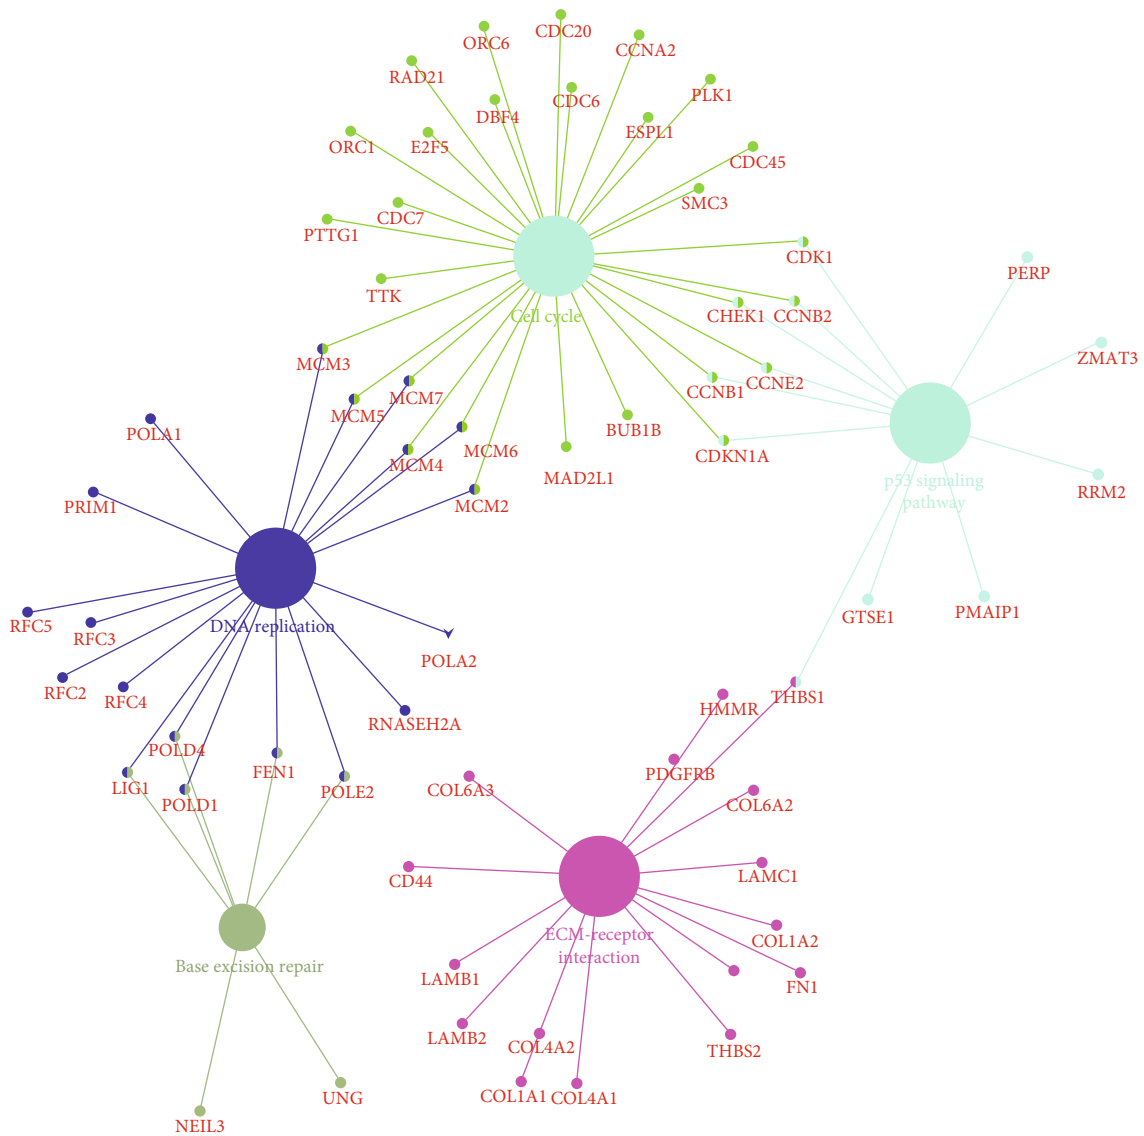 CDC20
ORC6
CCNA2
RAD21
CDC6
PLK1
DBF4
ESPL1
ORC1
E2F5
CDC45
SMC3
CDC7
PTTG1
CDK1
PERP
TTK
CHEK1
CCNB2
Cell cycle
MCM3
ZMAT3
CCNE2
CCNB1
MCM7
MCM5
BUB1B
POLA1
MCM6
CDKN1A
MCM4
MAD2L1
p53 signaling
pathway
RRM2
PRIM1
MCM2
GTSE1
PMAIP1
RFC5
DNA replication
RFC3
POLA2
RFC2
RFC4
THBS1
HMMR
RNASEH2A
POLD4
FEN1
PDGFRB
LIG1
POLE2
COL6A3
POLD1
COL6A2
LAMC1
CD44
ECM-receptor
interaction
COL1A2
Base excision repair
LAMB1
FN1
LAMB2
COL4A2
THBS2
UNG
COL1A1
COL4A1
NEIL3